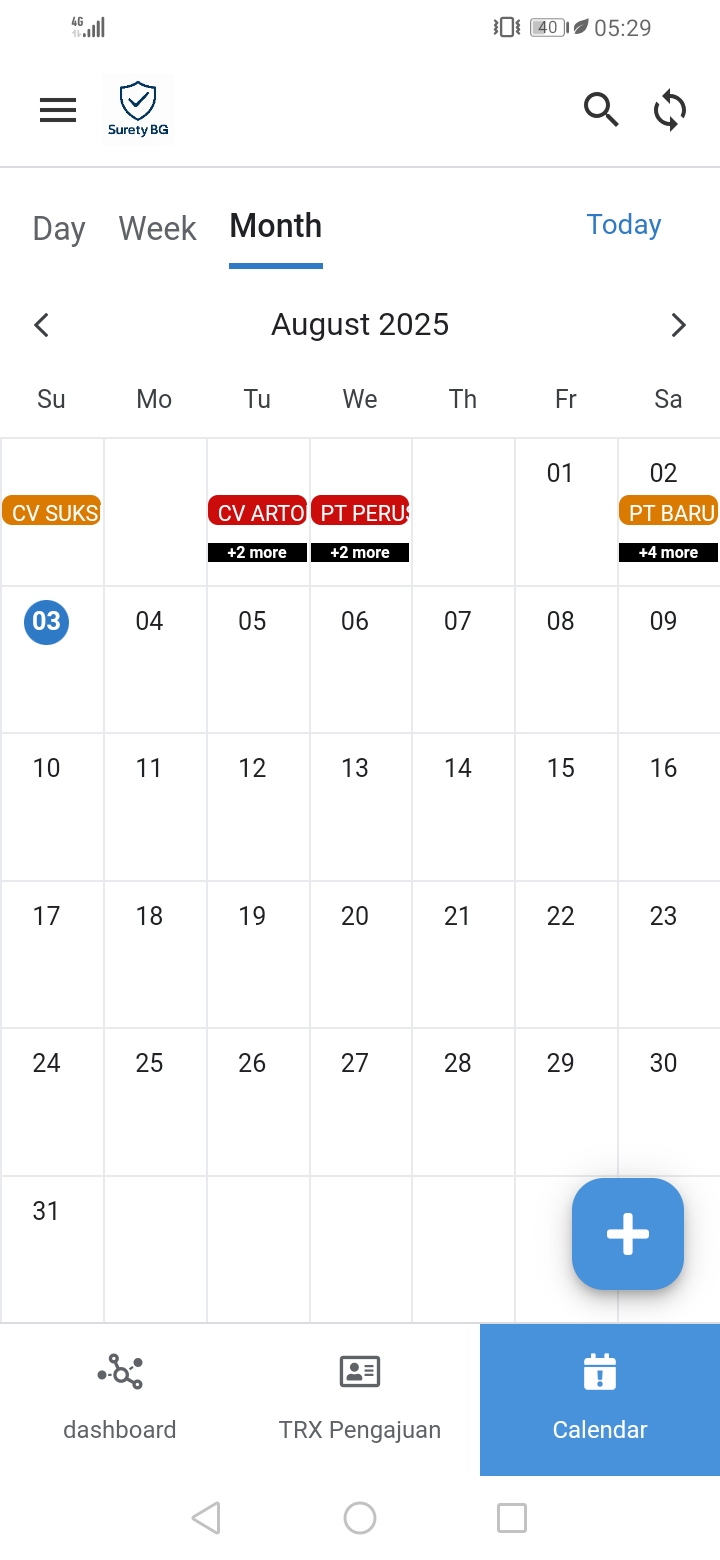 4G 40 05:29
Surety BG
Day Week Month Today
August 2025
Su Mo Tu We Th Fr Sa
01 02
CV SUKS CV ARTO PT PERUS PT BARU
+2 more +2 more +4 more
03 04 05 06 07 08 09
10 11 12 13 14 15 16
17 18 19 20 21 22 23
24 25 26 27 28 29 30
31
dashboard TRX Pengajuan Calendar